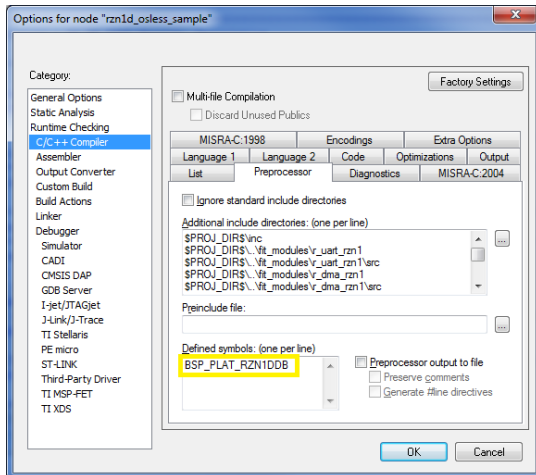 Options for node "rzn1d_osless_sample"
Category:
General Options
Static Analysis
Runtime Checking
C/C++ Compiler
Assembler
Output Converter
Custom Build
Build Actions
Linker
Debugger
Simulator
CADI
CMSIS DAP
GDB Server
I-jet/JTAGjet
J-Link/J-Trace
TI Stellaris
PE micro
ST-LINK
Third-Party Driver
TI MSP-FET
TI XDS
Factory Settings
Multi-file Compilation
Discard Unused Publics
MISRA-C:1998 Encodings Extra Options
Language 1 Language 2 Code Optimizations Output
List Preprocessor Diagnostics MISRA-C:2004
Ignore standard include directories
Additional include directories: (one per line)
$PROJ_DIR$\inc
$PROJ_DIR$\..\fit_modules\r_uart_rzn1
$PROJ_DIR$\..\fit_modules\r_uart_rzn1\src
$PROJ_DIR$\..\fit_modules\r_dma_rzn1
$PROJ_DIR$\..\fit_modules\r_dma_rzn1\src
...
Preinclude file:
...
Defined symbols: (one per line)
BSP_PLAT_RZN1DDB
Preprocessor output to file
Preserve comments
Generate #line directives
OK Cancel